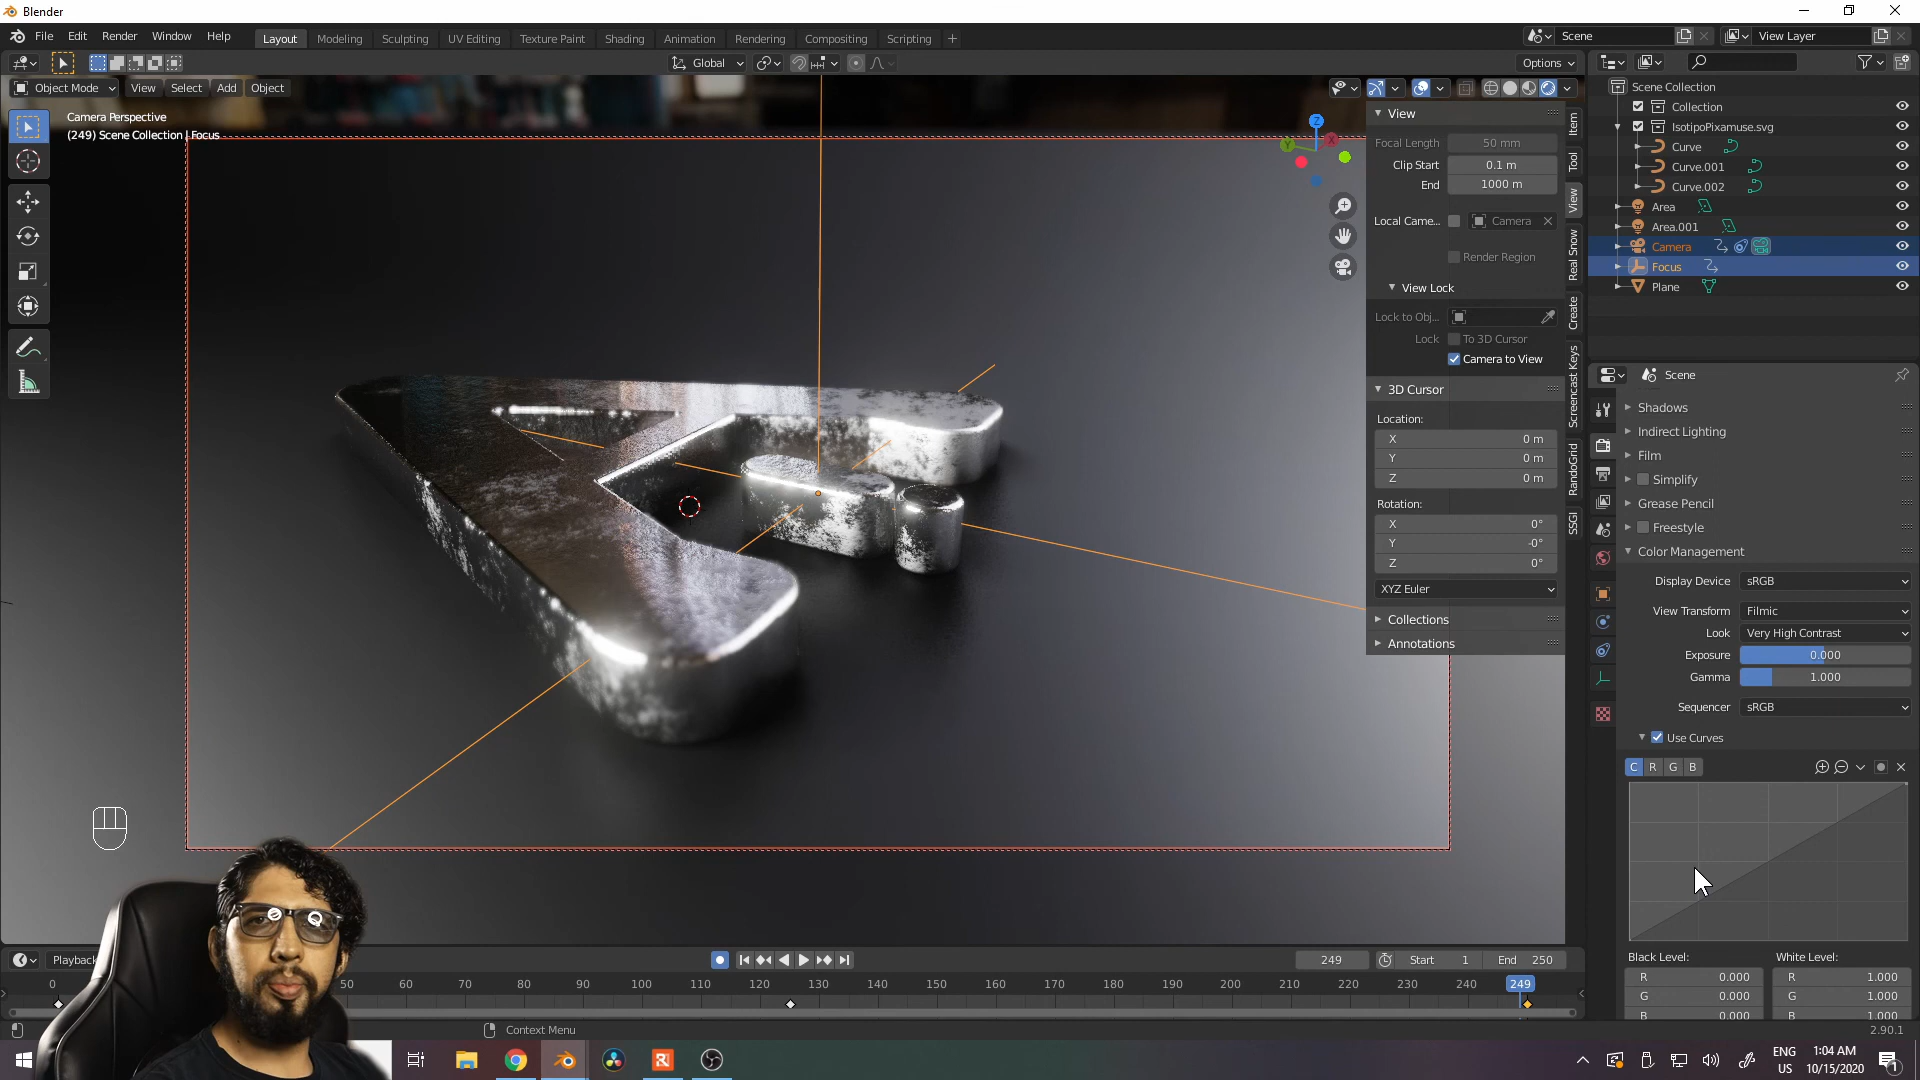 Blender
File Edit Render Window Help
Layout Modeling Sculpting UV Editing Texture Paint Shading Animation Rendering Compositing Scripting +
Scene
View Layer
Global
Options
Object Mode View Select Add Object
Camera Perspective
(249) Scene Collection | Focus
Z
X
Y
View
Focal Length 50 mm
Clip Start 0.1 m
End 1000 m
Local Came... Camera
Render Region
View Lock
Lock to Obj...
Lock To 3D Cursor
Camera to View
3D Cursor
Location:
X 0 m
Y 0 m
Z 0 m
Rotation:
X 0°
Y -0°
Z 0°
XYZ Euler
Collections
Annotations
Item
Tool
View
Real Snow
Create
Screencast Keys
RandoGrid
SSGI
Scene Collection
Collection
IsotipoPixamuse.svg
Curve
Curve.001
Curve.002
Area
Area.001
Camera
Focus
Plane
Scene
Shadows
Indirect Lighting
Film
Simplify
Grease Pencil
Freestyle
Color Management
Display Device sRGB
View Transform Filmic
Look Very High Contrast
Exposure 0.000
Gamma 1.000
Sequencer sRGB
Use Curves
C R G B
Black Level: White Level:
R 0.000 R 1.000
G 0.000 G 1.000
B 0.000 B 1.000
Playback
249 Start 1 End 250
0 50 60 70 80 90 100 110 120 130 140 150 160 170 180 190 200 210 220 230 240 249
Context Menu
2.90.1
ENG
US
1:04 AM
10/15/2020
1